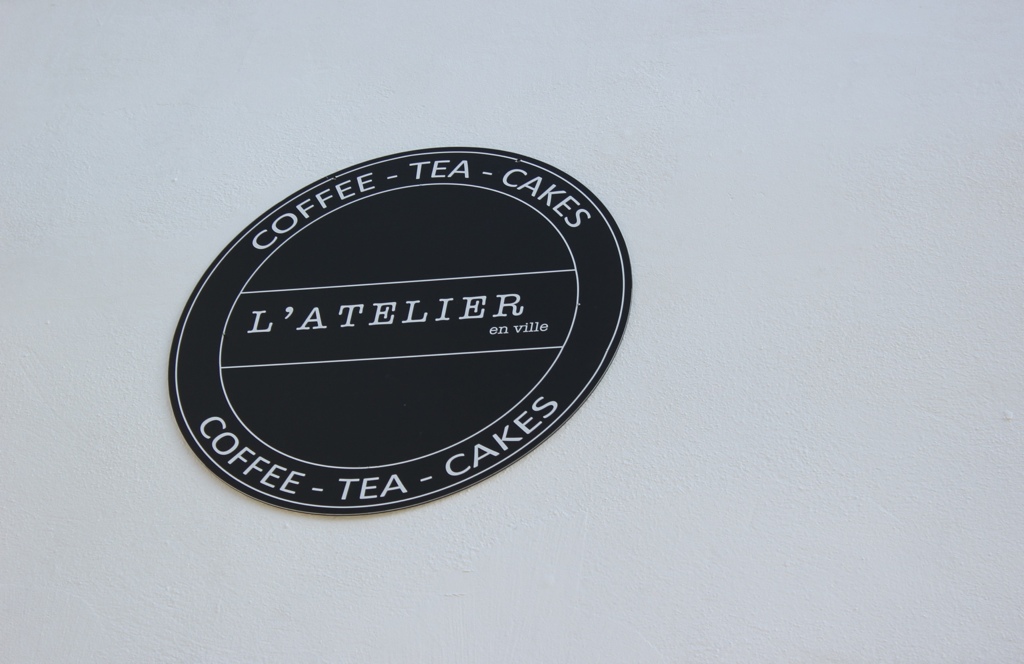 COFFEE - TEA - CAKES
L'ATELIER
en ville
COFFEE - TEA - CAKES